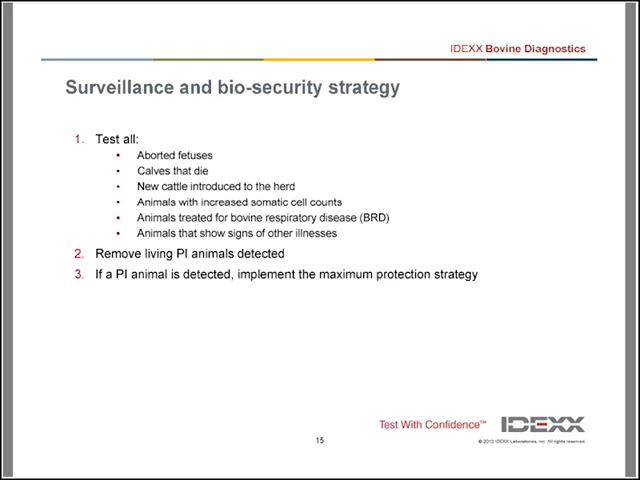 IDEXX Bovine Diagnostics
Surveillance and bio-security strategy
1. Test all:
• Aborted fetuses
• Calves that die
• New cattle introduced to the herd
• Animals with increased somatic cell counts
• Animals treated for bovine respiratory disease (BRD)
• Animals that show signs of other illnesses
2. Remove living PI animals detected
3. If a PI animal is detected, implement the maximum protection strategy
Test With Confidence™ IDEXX
15
© 2013 IDEXX Laboratories, Inc. All rights reserved.